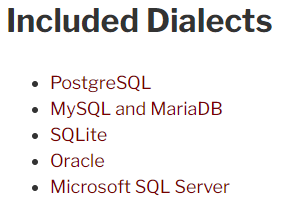 Included Dialects
PostgreSQL
MySQL and MariaDB
SQLite
Oracle
Microsoft SQL Server